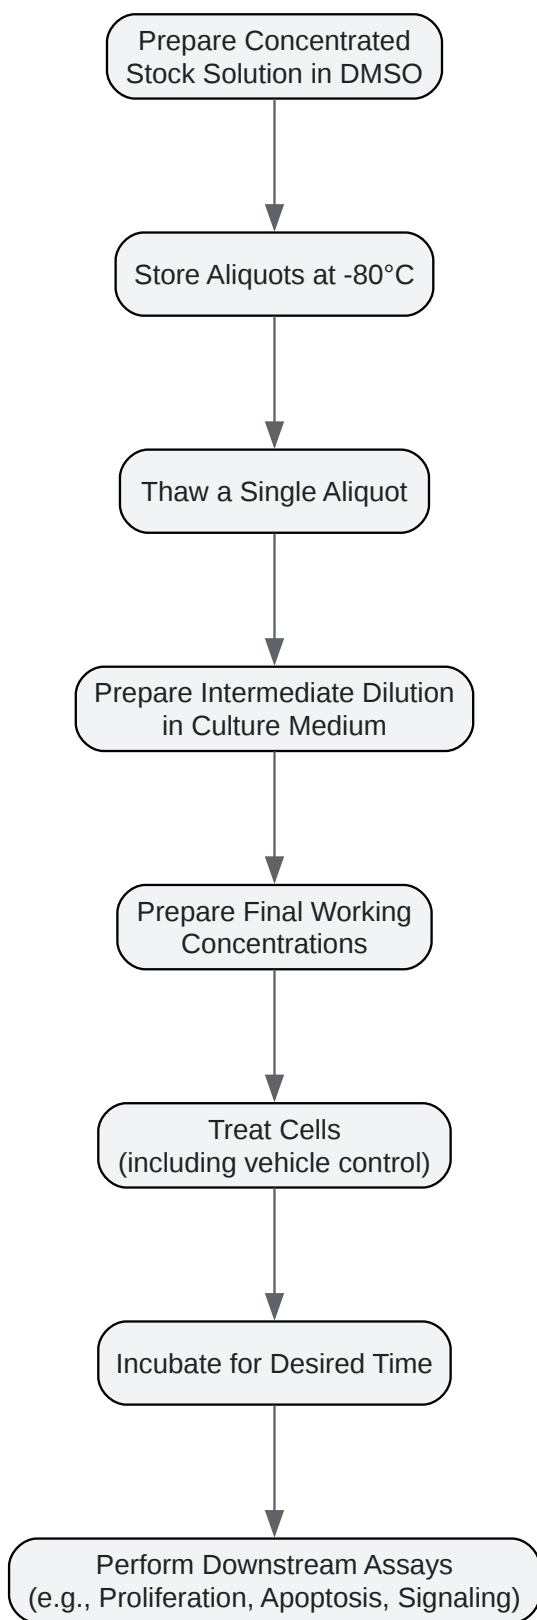 Prepare Concentrated
Stock Solution in DMSO
Store Aliquots at -80°C
Thaw a Single Aliquot
Prepare Intermediate Dilution
in Culture Medium
Prepare Final Working
Concentrations
Treat Cells
(including vehicle control)
Incubate for Desired Time
Perform Downstream Assays
(e.g., Proliferation, Apoptosis, Signaling)